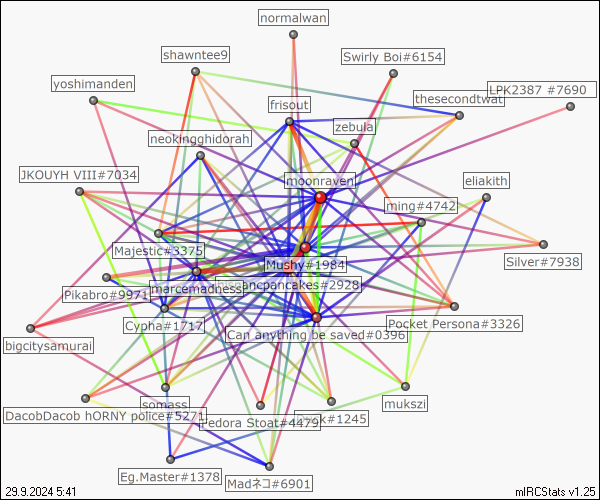 normalwan
shawntee9
Swirly Boi#6154
yoshimanden
LPK2387 #7690
frisout
thesecondtwat
zebula
neokingghidorah
JKOUYH VIII#7034
moonraven
eliakith
ming#4742
Majestic#3375
Silver#7938
Mushy#1984
marcemadness
ancpancakes#2928
Pikabro#9971
Cypha#1717
Pocket Persona#3326
Can anything be saved#0396
bigcitysamurai
somass
mukszi
DacobDacob hORNY police#5271
Fedora Stoat#4479
#1245
Eg.Master#1378
Madネコ#6901
29.9.2024 5:41
mIRCStats v1.25